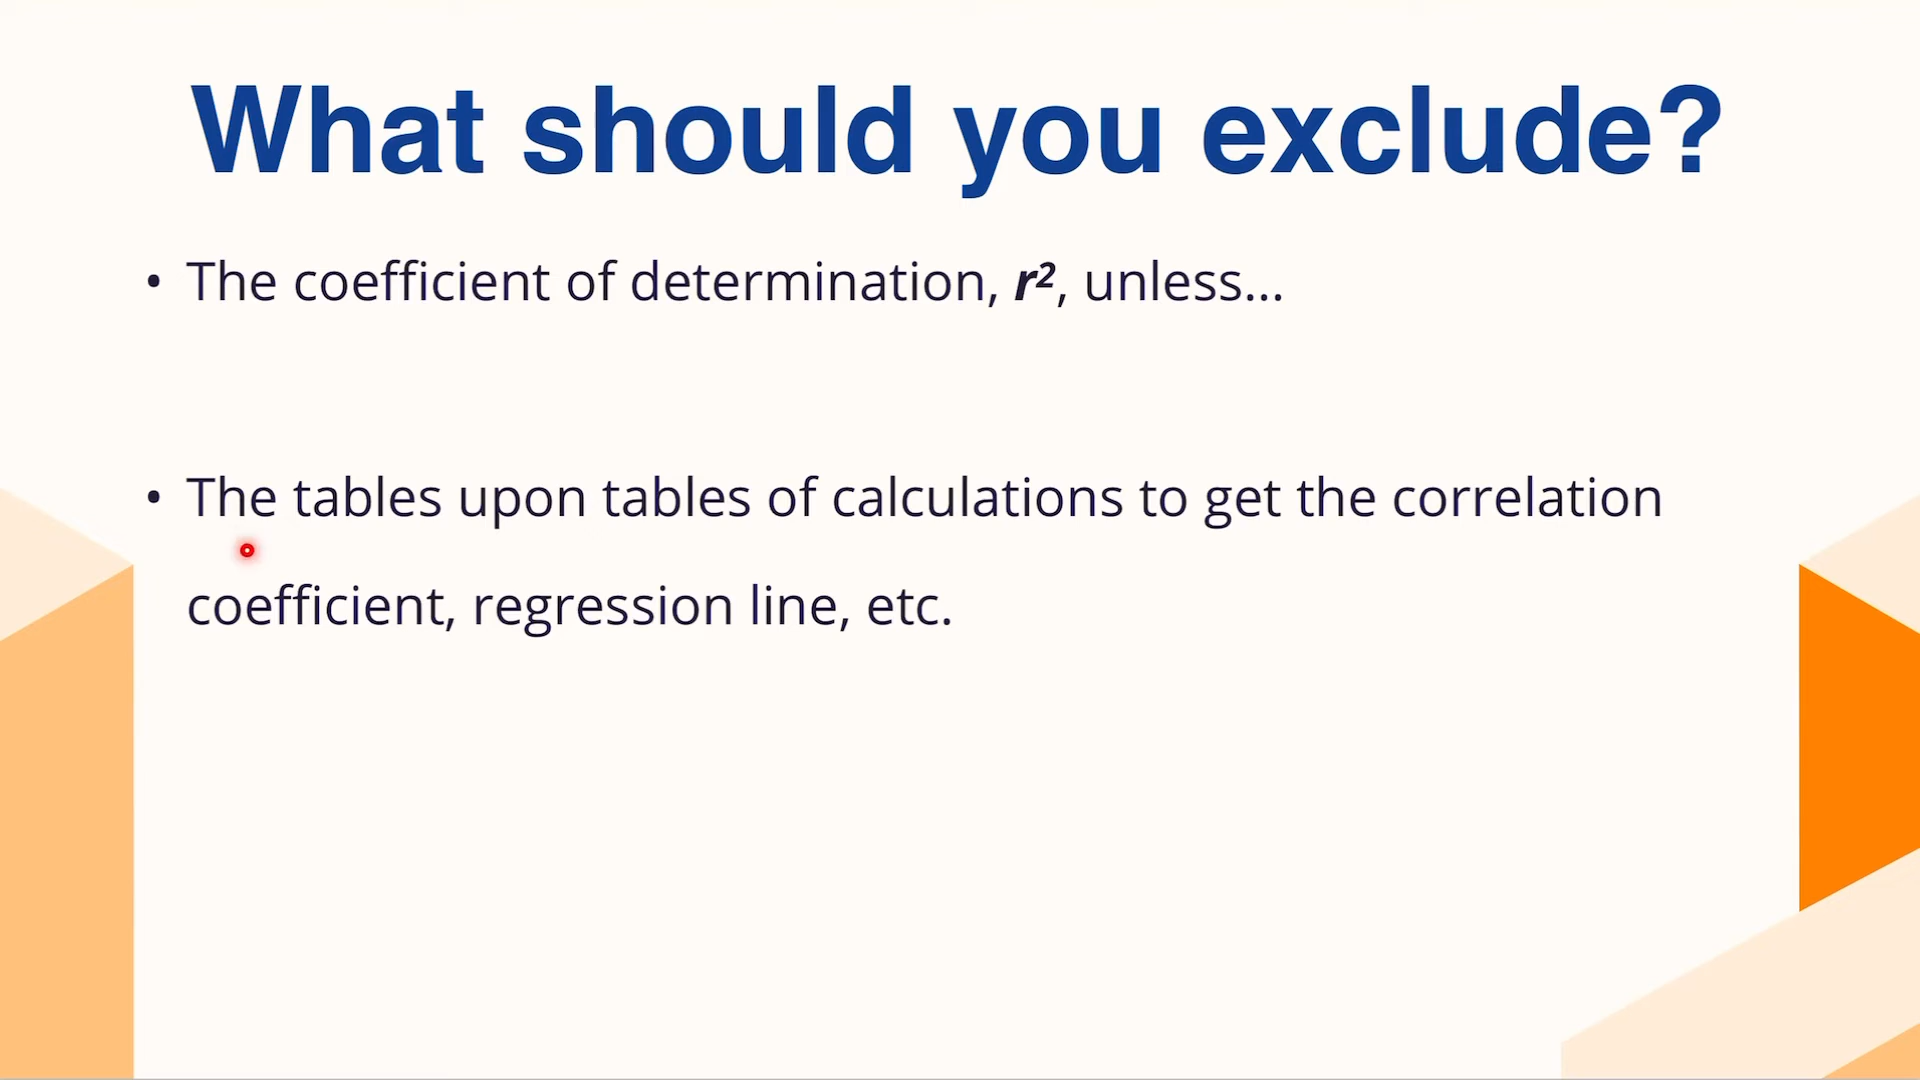 What should you exclude?
• The coefficient of determination, r², unless...
• The tables upon tables of calculations to get the correlation
coefficient, regression line, etc.